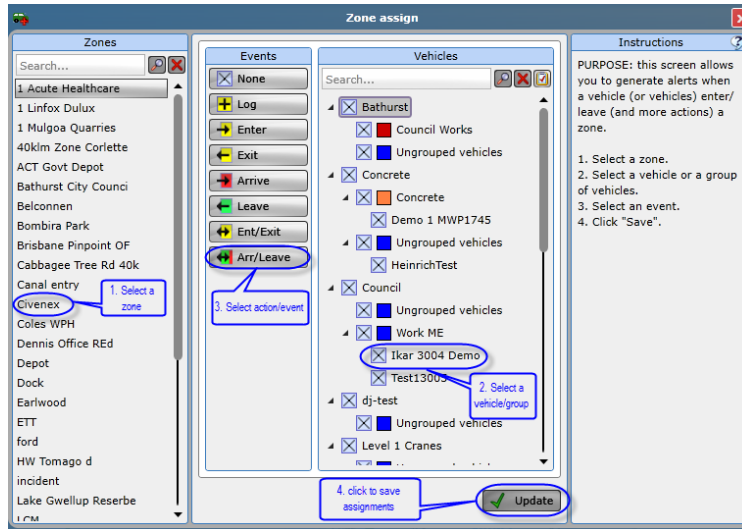 Zone assign
Zones
Search...
1 Acute Healthcare
1 Linfox Dulux
1 Mulgoa Quarries
40klm Zone Corlette
ACT Govt Depot
Bathurst City Counci
Belconnen
Bombira Park
Brisbane Pinpoint OF
Cabbagee Tree Rd 40k
Canal entry
Civenex
Coles WPH
Dennis Office REd
Depot
Dock
Earlwood
ETT
ford
HW Tomago d
incident
Lake Gwellup Reserbe
LCM
1. Select a
zone
Events
None
Log
Enter
Exit
Arrive
Leave
Ent/Exit
Arr/Leave
3. Select action/event
Vehicles
Search...
Bathurst
Council Works
Ungrouped vehicles
Concrete
Concrete
Demo 1 MWP1745
Ungrouped vehicles
HeinrichTest
Council
Ungrouped vehicles
Work ME
Ikar 3004 Demo
2. Select a
vehicle/group
dj-test
Ungrouped vehicles
Level 1 Cranes
4. click to save
assignments
Update
Instructions
PURPOSE: this screen allows
you to generate alerts when
a vehicle (or vehicles) enter/
leave (and more actions) a
zone.
1. Select a zone.
2. Select a vehicle or a group
of vehicles.
3. Select an event.
4. Click "Save".